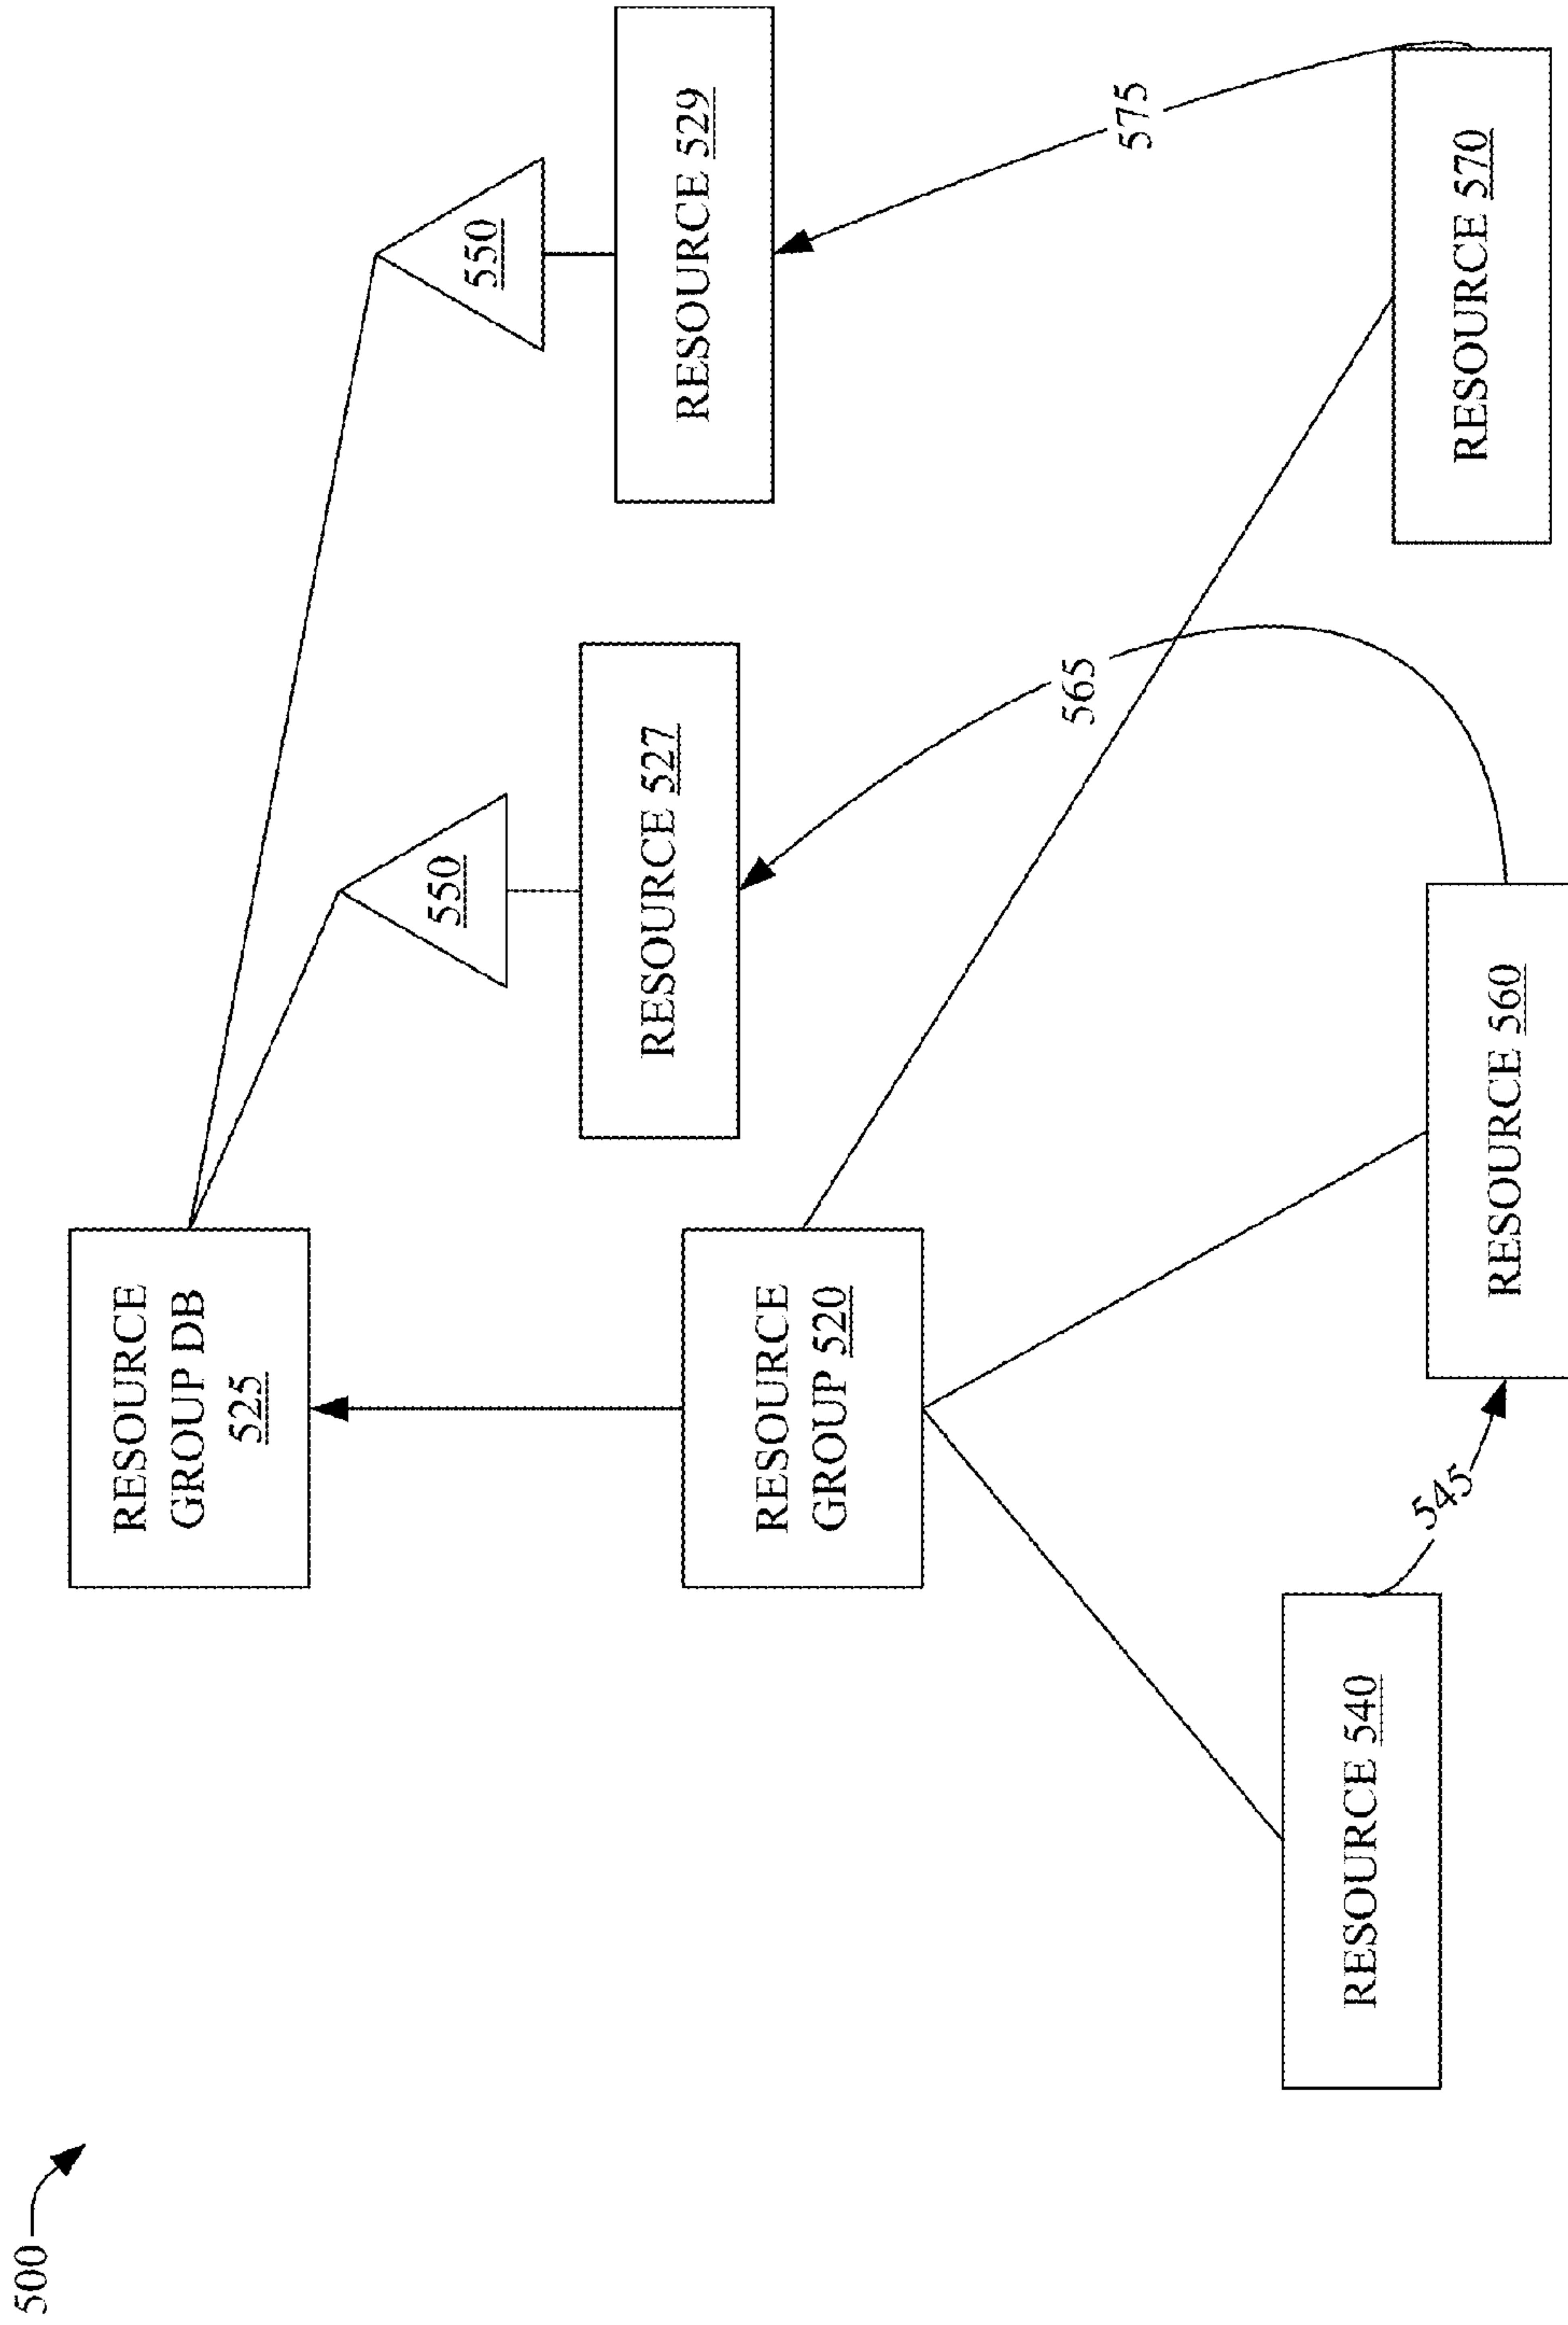 500
RESOURCE
GROUP DB
525
550
550
RESOURCE 527
RESOURCE 529
RESOURCE
GROUP 520
565
575
545
RESOURCE 540
RESOURCE 560
RESOURCE 570